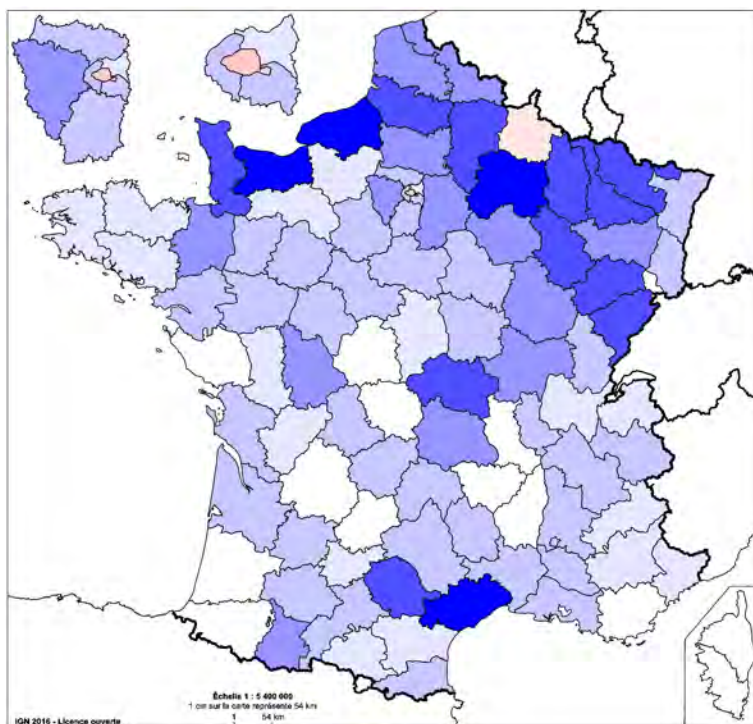 Échelle 1 : 5 400 000
1 cm sur la carte représente 54 km
1 54 km
IGN 2016 - Licence ouverte